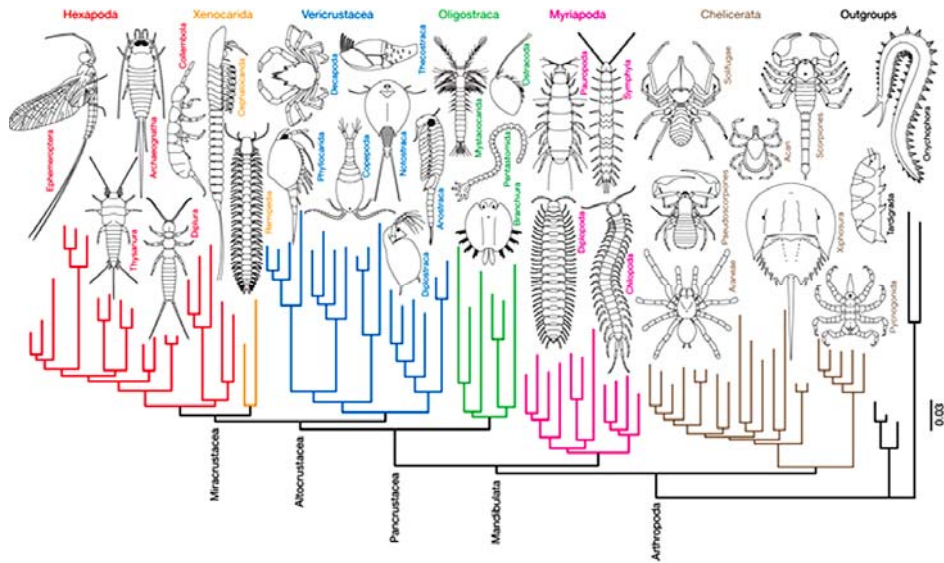 Hexapoda
Xenocarida
Vericrustacea
Oligostraca
Myriapoda
Chelicerata
Outgroups
Ephemeroptera
Archaeognatha
Collembola
Cephalocarida
Decapoda
Thecostraca
Mystacocarida
Ostracoda
Pauropoda
Symphyla
Solifugae
Acari
Scorpiones
Onychophora
Thysanura
Diplura
Remipedia
Phyllocarida
Copepoda
Notostraca
Anostraca
Pentastomida
Branchiura
Diplostraca
Diplopoda
Chilopoda
Pseudoscorpiones
Araneae
Xiphosura
Tardigrada
Pycnogonida
Miracrustacea
Altocrustacea
Pancrustacea
Mandibulata
Arthropoda
0.03